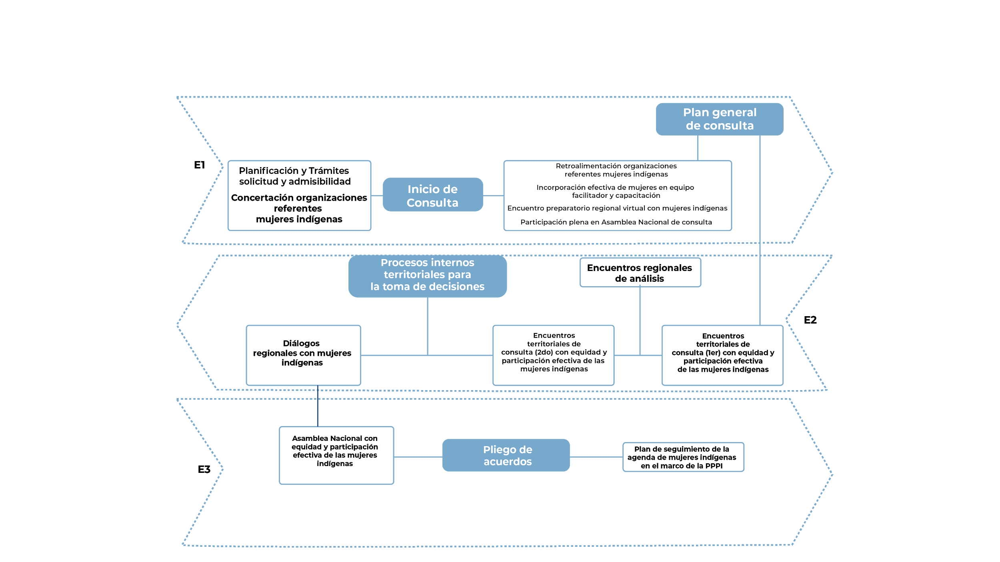 Plan general
de consulta
E1
Planificación y Trámites
solicitud y admisibilidad
Concertación organizaciones
referentes
mujeres indígenas
Inicio de
Consulta
Retroalimentación organizaciones
referentes mujeres indígenas
Incorporación efectiva de mujeres en equipo
facilitador y capacitación
Encuentro preparatorio regional virtual con mujeres indígenas
Participación plena en Asamblea Nacional de consulta
Procesos internos
territoriales para
la toma de decisiones
Encuentros regionales
de análisis
E2
Diálogos
regionales con mujeres
indígenas
Encuentros
territoriales de
consulta (2do) con equidad y
participación efectiva de las
mujeres indígenas
Encuentros
territoriales de
consulta (1er) con equidad y
participación efectiva
de las mujeres indígenas
E3
Asamblea Nacional con
equidad y participación
efectiva de las mujeres
indígenas
Pliego de
acuerdos
Plan de seguimiento de la
agenda de mujeres indígenas
en el marco de la PPPI